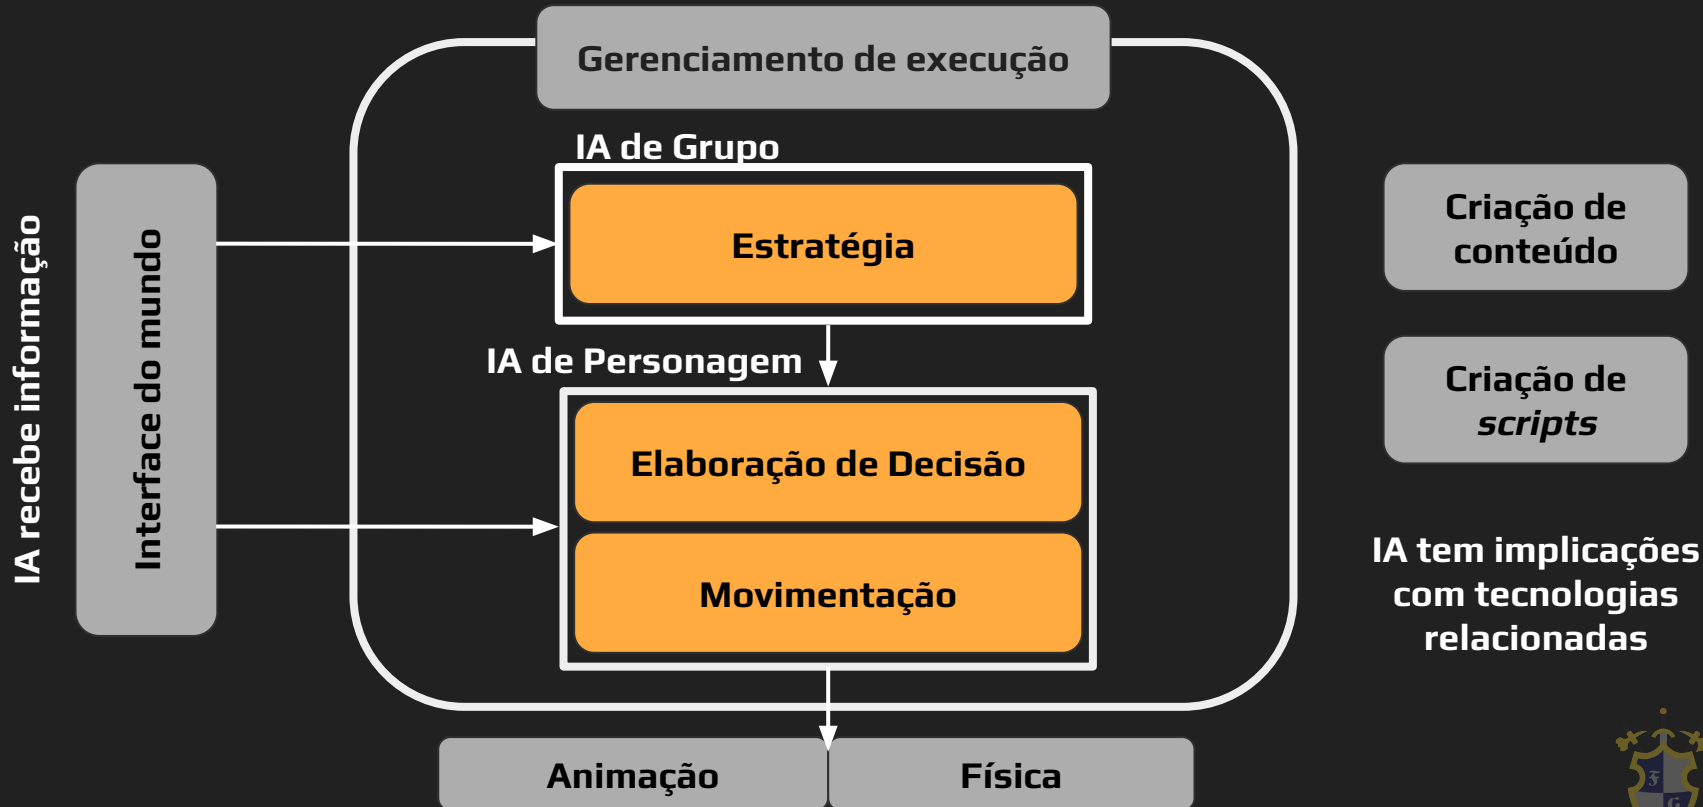 Gerenciamento de execução
IA de Grupo
Estratégia
IA recebe informação
Interface do mundo
IA de Personagem
Elaboração de Decisão
Movimentação
Animação
Física
Criação de
conteúdo
Criação de
scripts
IA tem implicações
com tecnologias
relacionadas